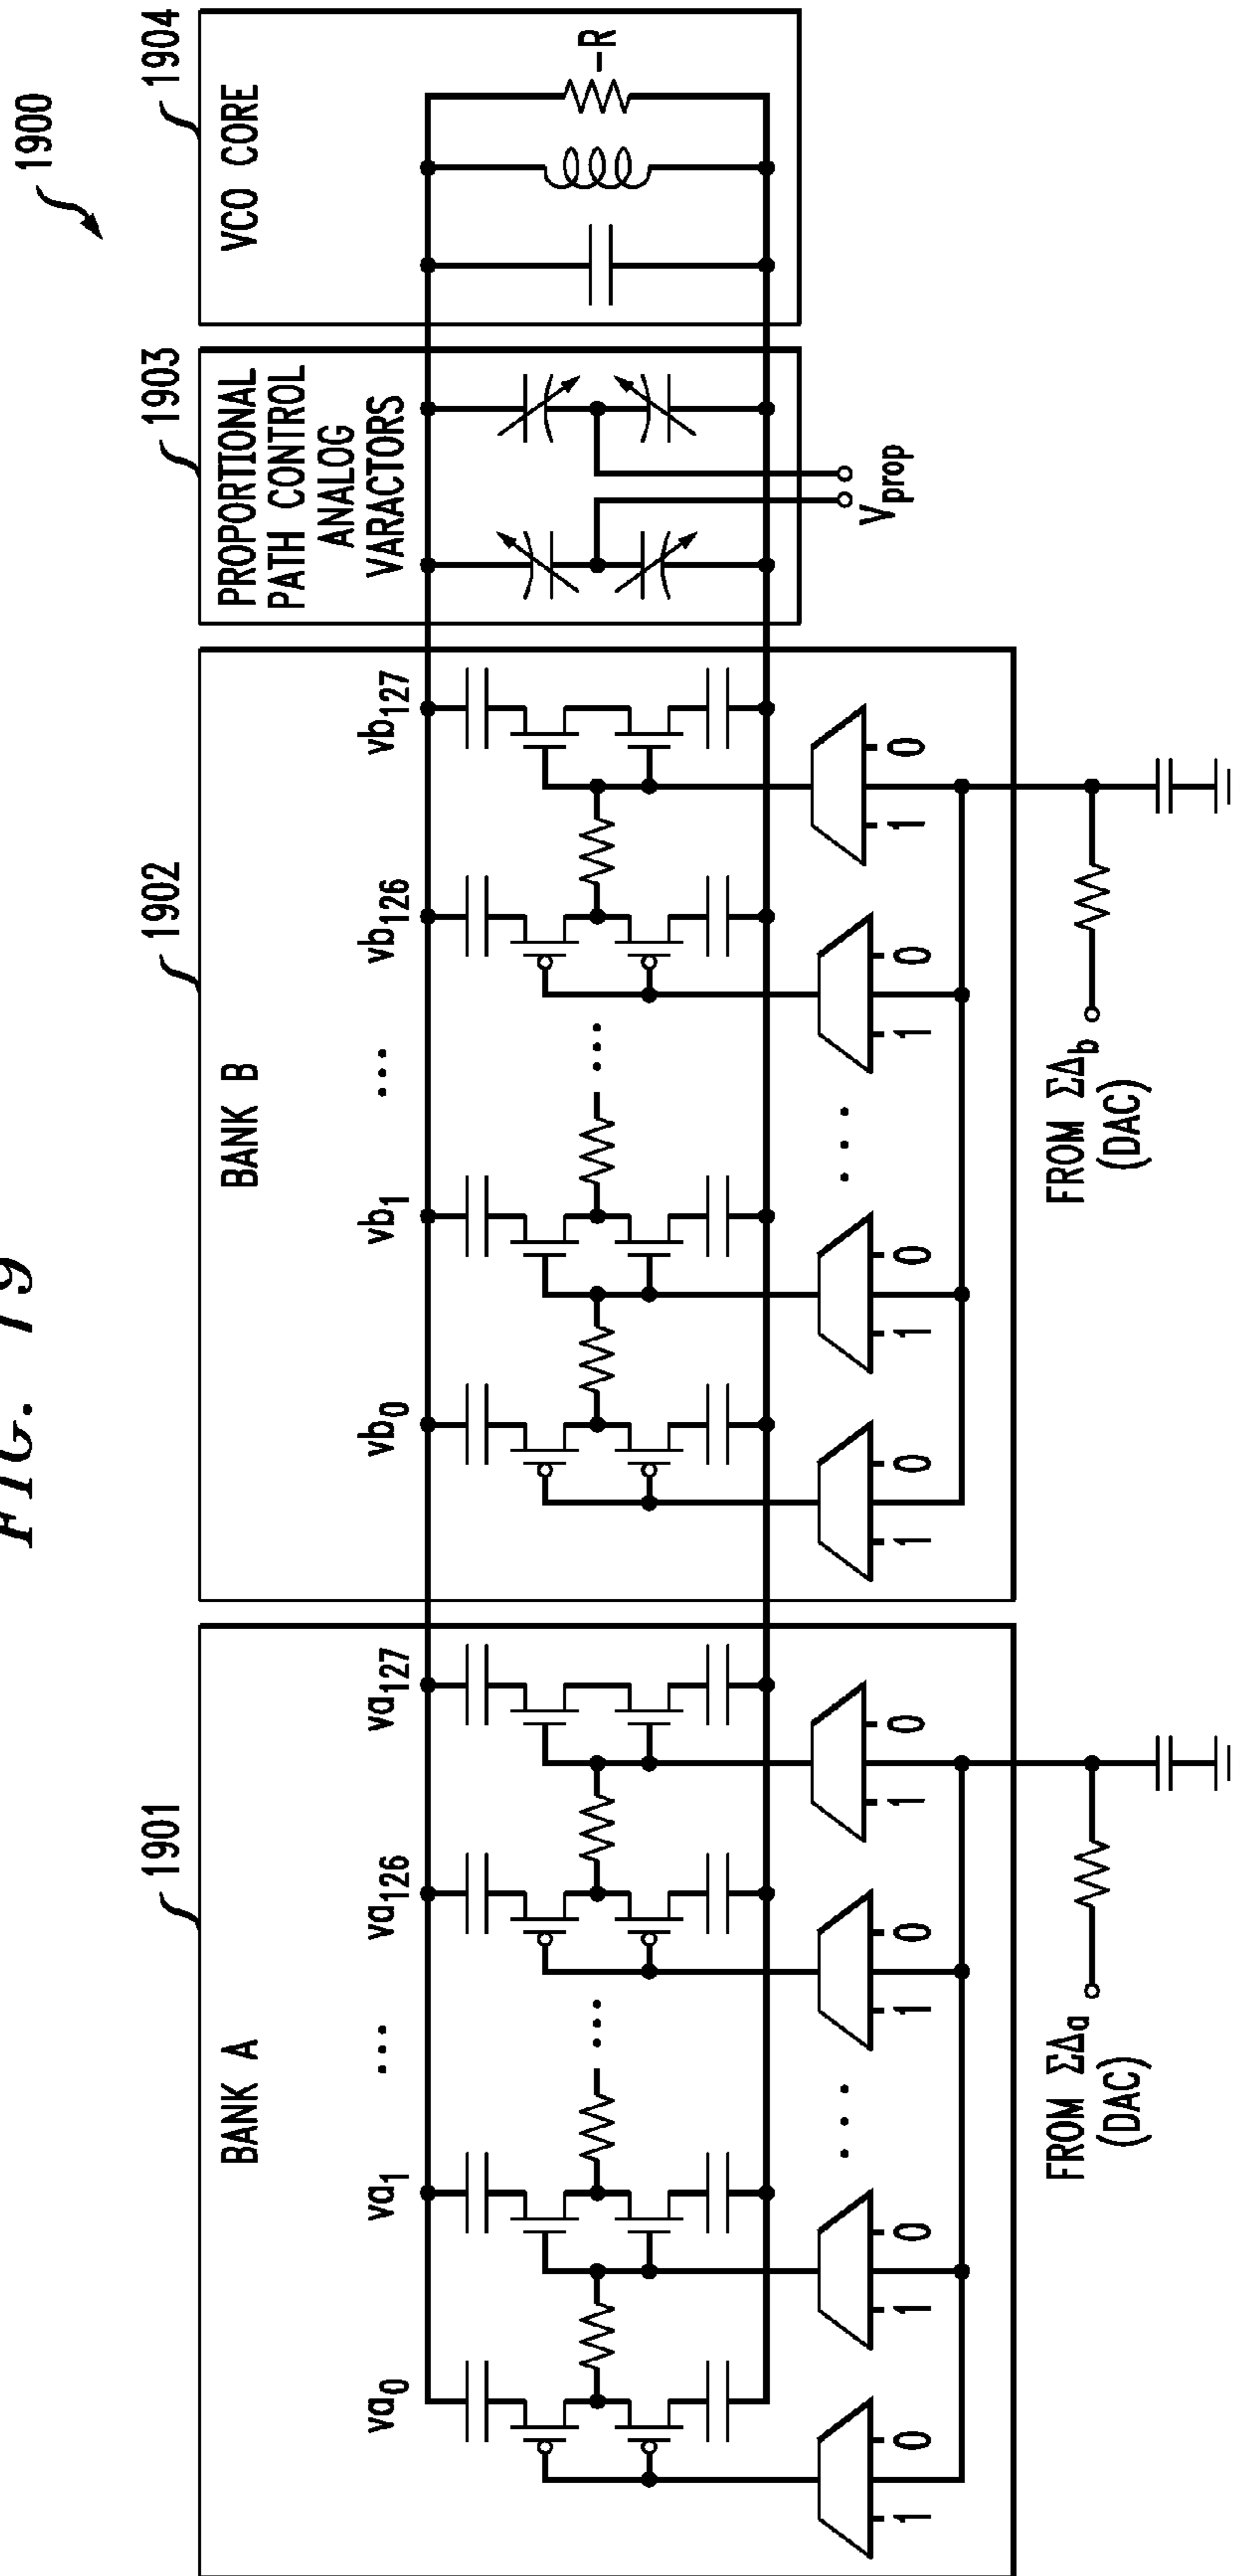 FIG. 19
1900
1901
BANK A
va0
va1
...
va126
va127
...
1 0
1 0
... 
1 0
1 0
FROM ΣΔa
(DAC)
1902
BANK B
vb0
vb1
...
vb126
vb127
...
1 0
1 0
...
1 0
1 0
FROM ΣΔb
(DAC)
1903
PROPORTIONAL
PATH CONTROL
ANALOG
VARACTORS
Vprop
1904
VCO CORE
-R